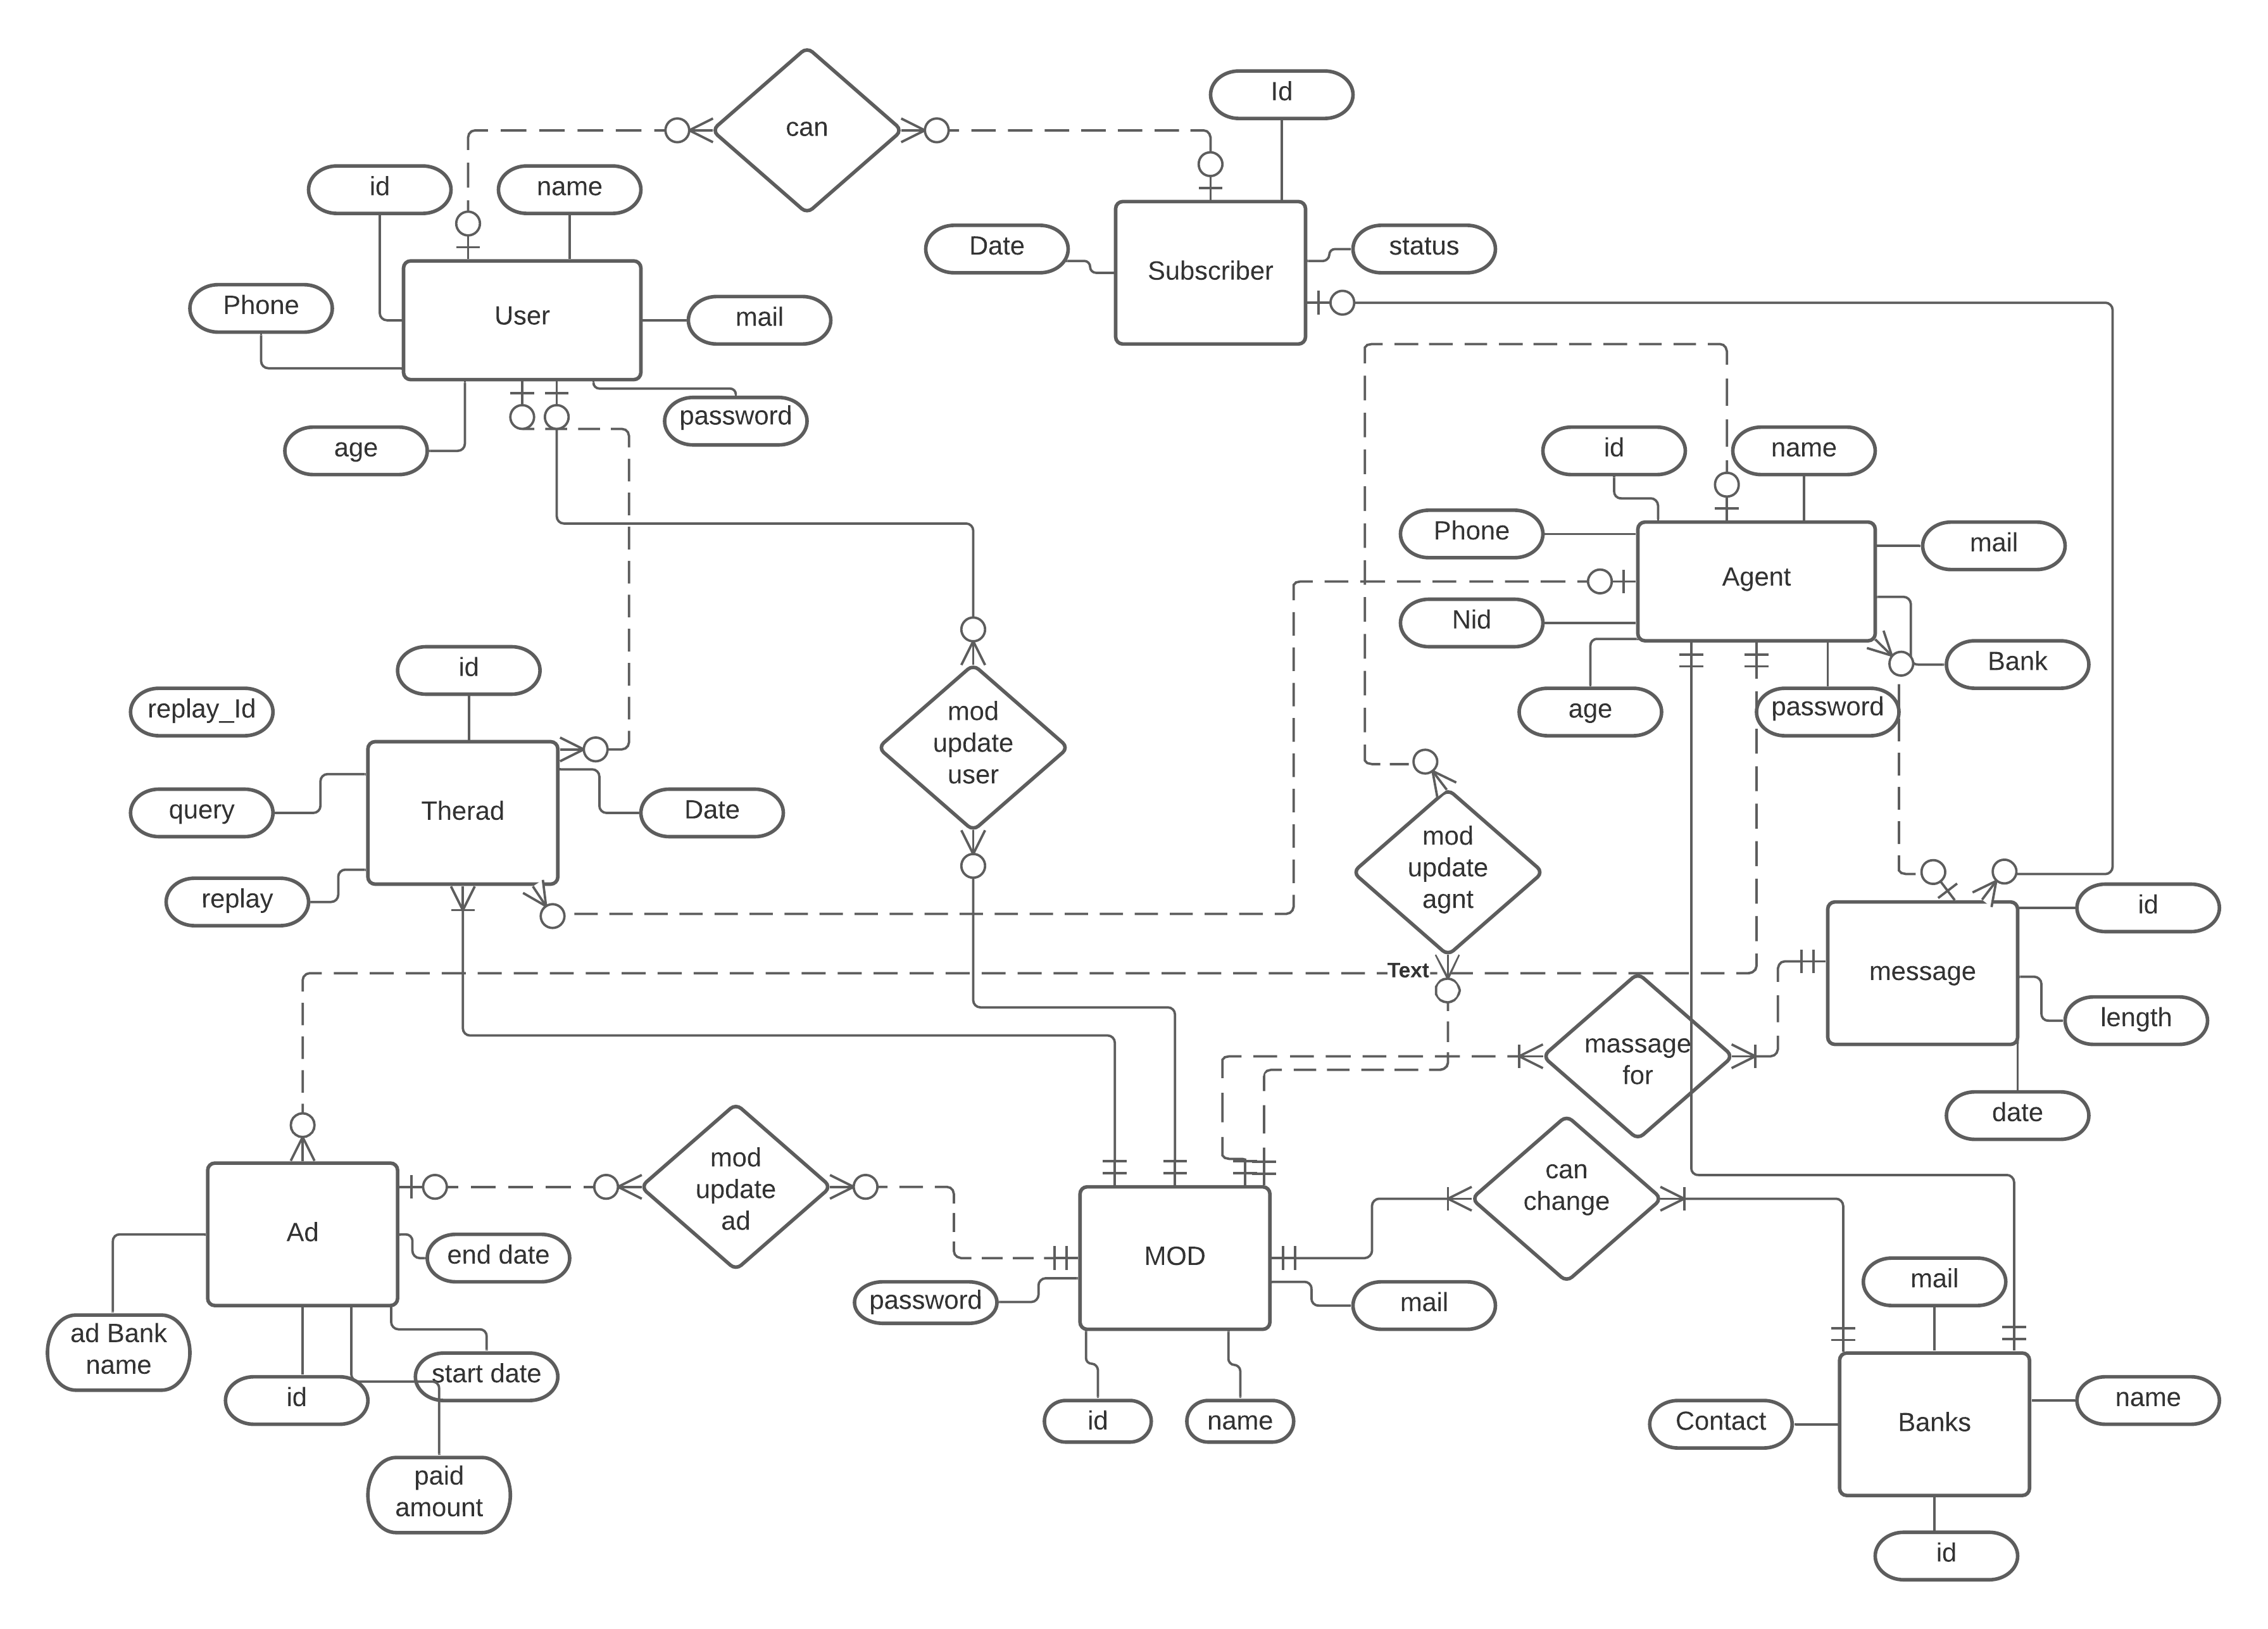 Id
can
id
name
Date
status
Subscriber
Phone
User
mail
password
age
id
name
Phone
mail
Agent
Nid
Bank
age
password
id
replay_Id
mod
update
user
query
Therad
Date
mod
update
agnt
replay
id
Text
message
length
massage
for
date
mod
update
ad
can
change
Ad
end date
MOD
password
mail
mail
ad Bank
name
start date
id
id
name
Contact
Banks
name
paid
amount
id